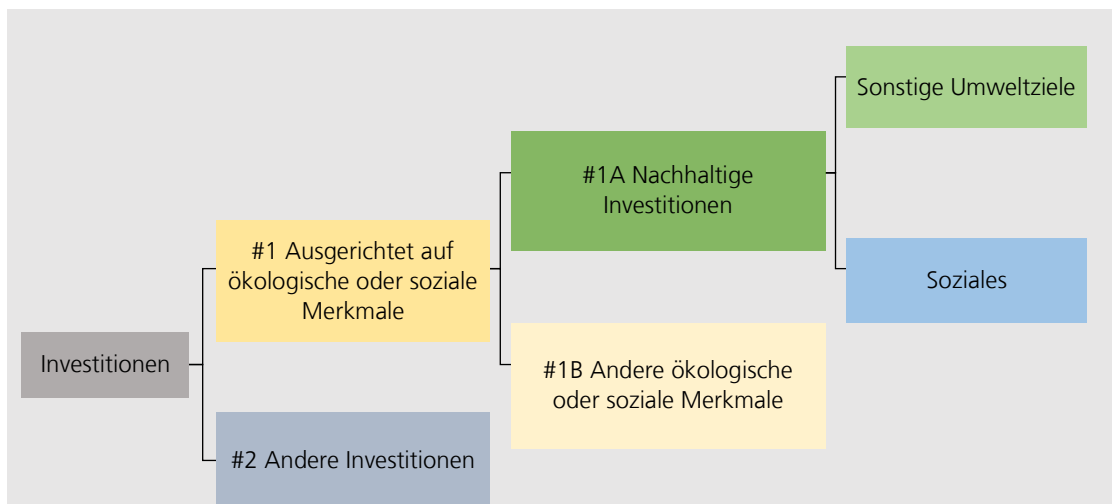 Investitionen
#1 Ausgerichtet auf
ökologische oder soziale
Merkmale
#2 Andere Investitionen
#1A Nachhaltige
Investitionen
#1B Andere ökologische
oder soziale Merkmale
Sonstige Umweltziele
Soziales